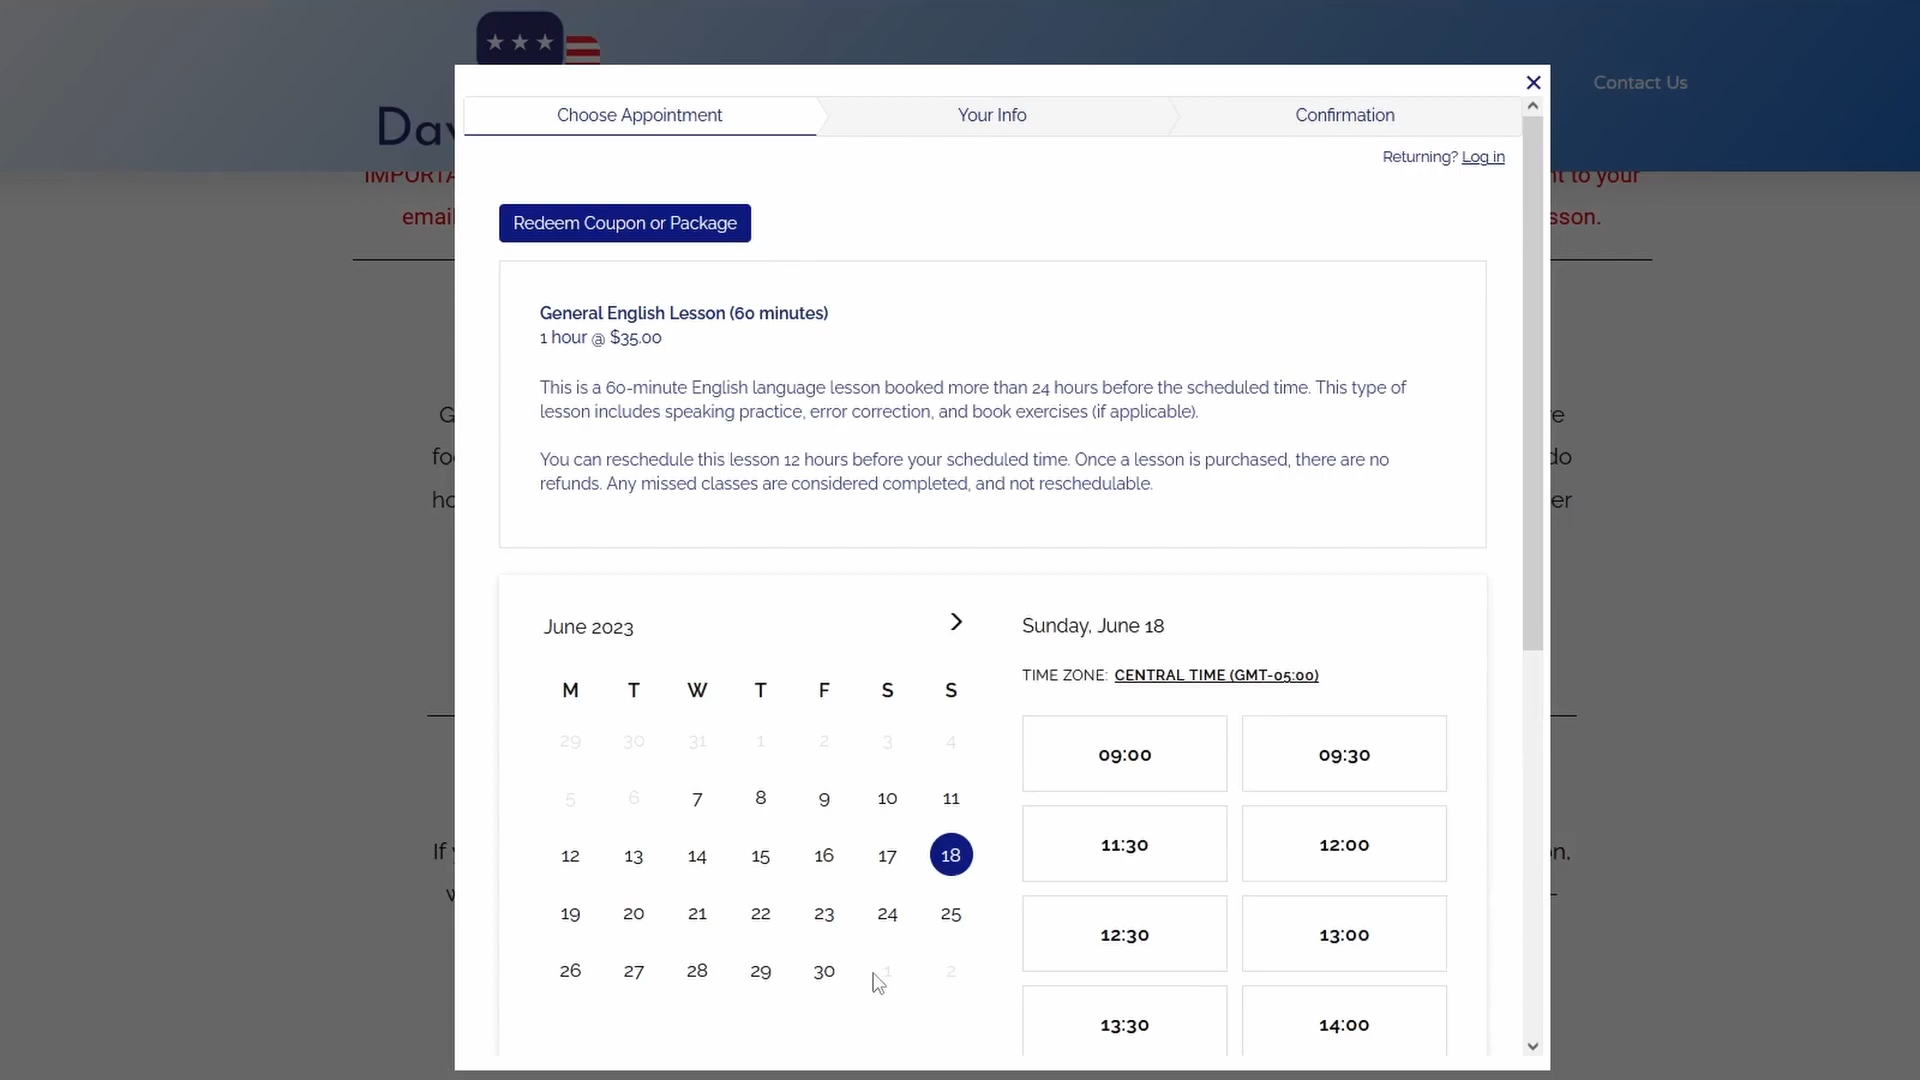 Contact Us
Choose Appointment
Your Info
Confirmation
Returning? Log in
Redeem Coupon or Package
General English Lesson (60 minutes)
1 hour @ $35.00
This is a 60-minute English language lesson booked more than 24 hours before the scheduled time. This type of
lesson includes speaking practice, error correction, and book exercises (if applicable).
You can reschedule this lesson 12 hours before your scheduled time. Once a lesson is purchased, there are no
refunds. Any missed classes are considered completed, and not reschedulable.
June 2023
M T W T F S S
29 30 31 1 2 3 4
5 6 7 8 9 10 11
12 13 14 15 16 17 18
19 20 21 22 23 24 25
26 27 28 29 30 1 2
Sunday, June 18
TIME ZONE: CENTRAL TIME (GMT-05:00)
09:00 09:30
11:30 12:00
12:30 13:00
13:30 14:00
to your
email
If